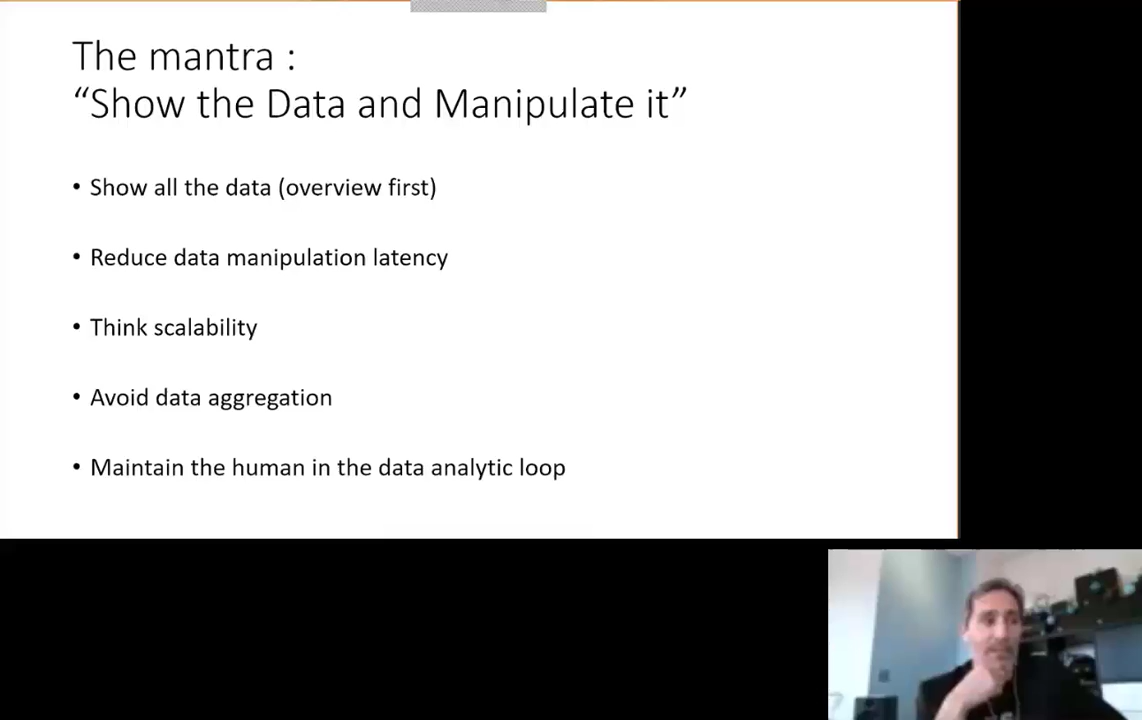 The mantra :
“Show the Data and Manipulate it”
• Show all the data (overview first)
• Reduce data manipulation latency
• Think scalability
• Avoid data aggregation
• Maintain the human in the data analytic loop